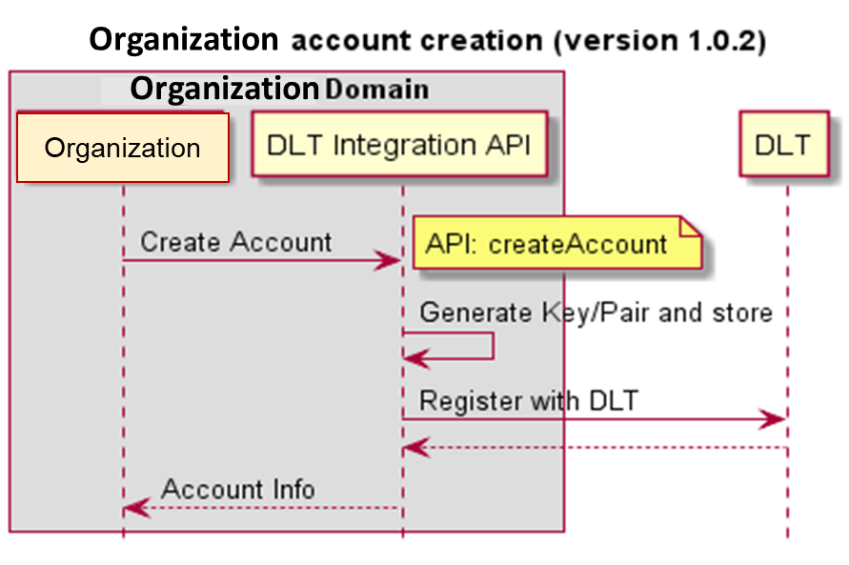 Organization account creation (version 1.0.2)
Organization Domain
Organization
DLT Integration API
DLT
Create Account
API: createAccount
Generate Key/Pair and store
Register with DLT
Account Info